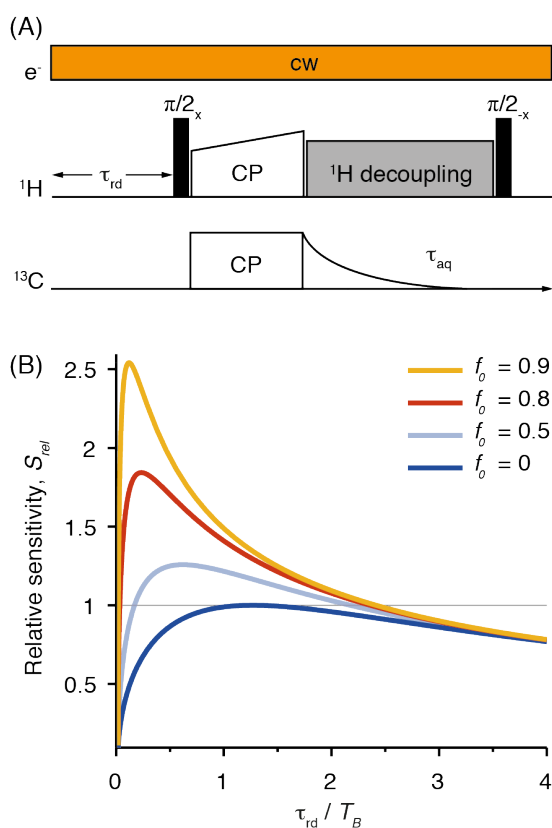 (A)
cw
e-
π/2x
π/2-x
τrd
CP
¹H decoupling
¹H
CP
τaq
¹³C
(B)
2.5
2
1.5
1
0.5
Relative sensitivity, Srel
f0 = 0.9
f0 = 0.8
f0 = 0.5
f0 = 0
0
1
2
3
4
τrd / TB